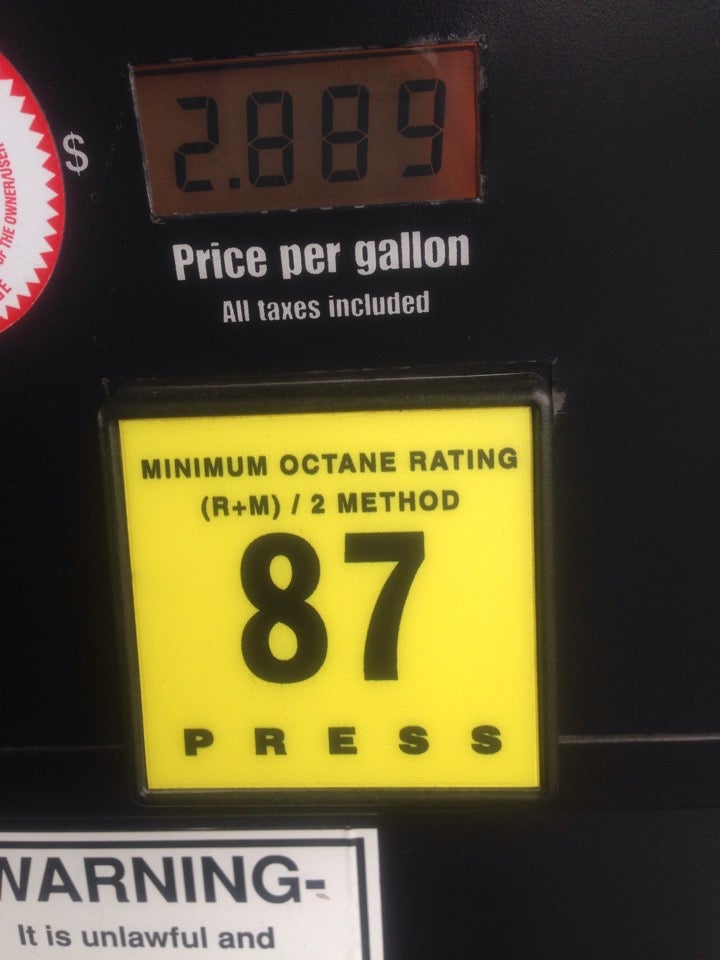 OF THE OWNER/USER
$
2.889
Price per gallon
All taxes included
MINIMUM OCTANE RATING
(R+M) / 2 METHOD
87
PRESS
WARNING-
It is unlawful and